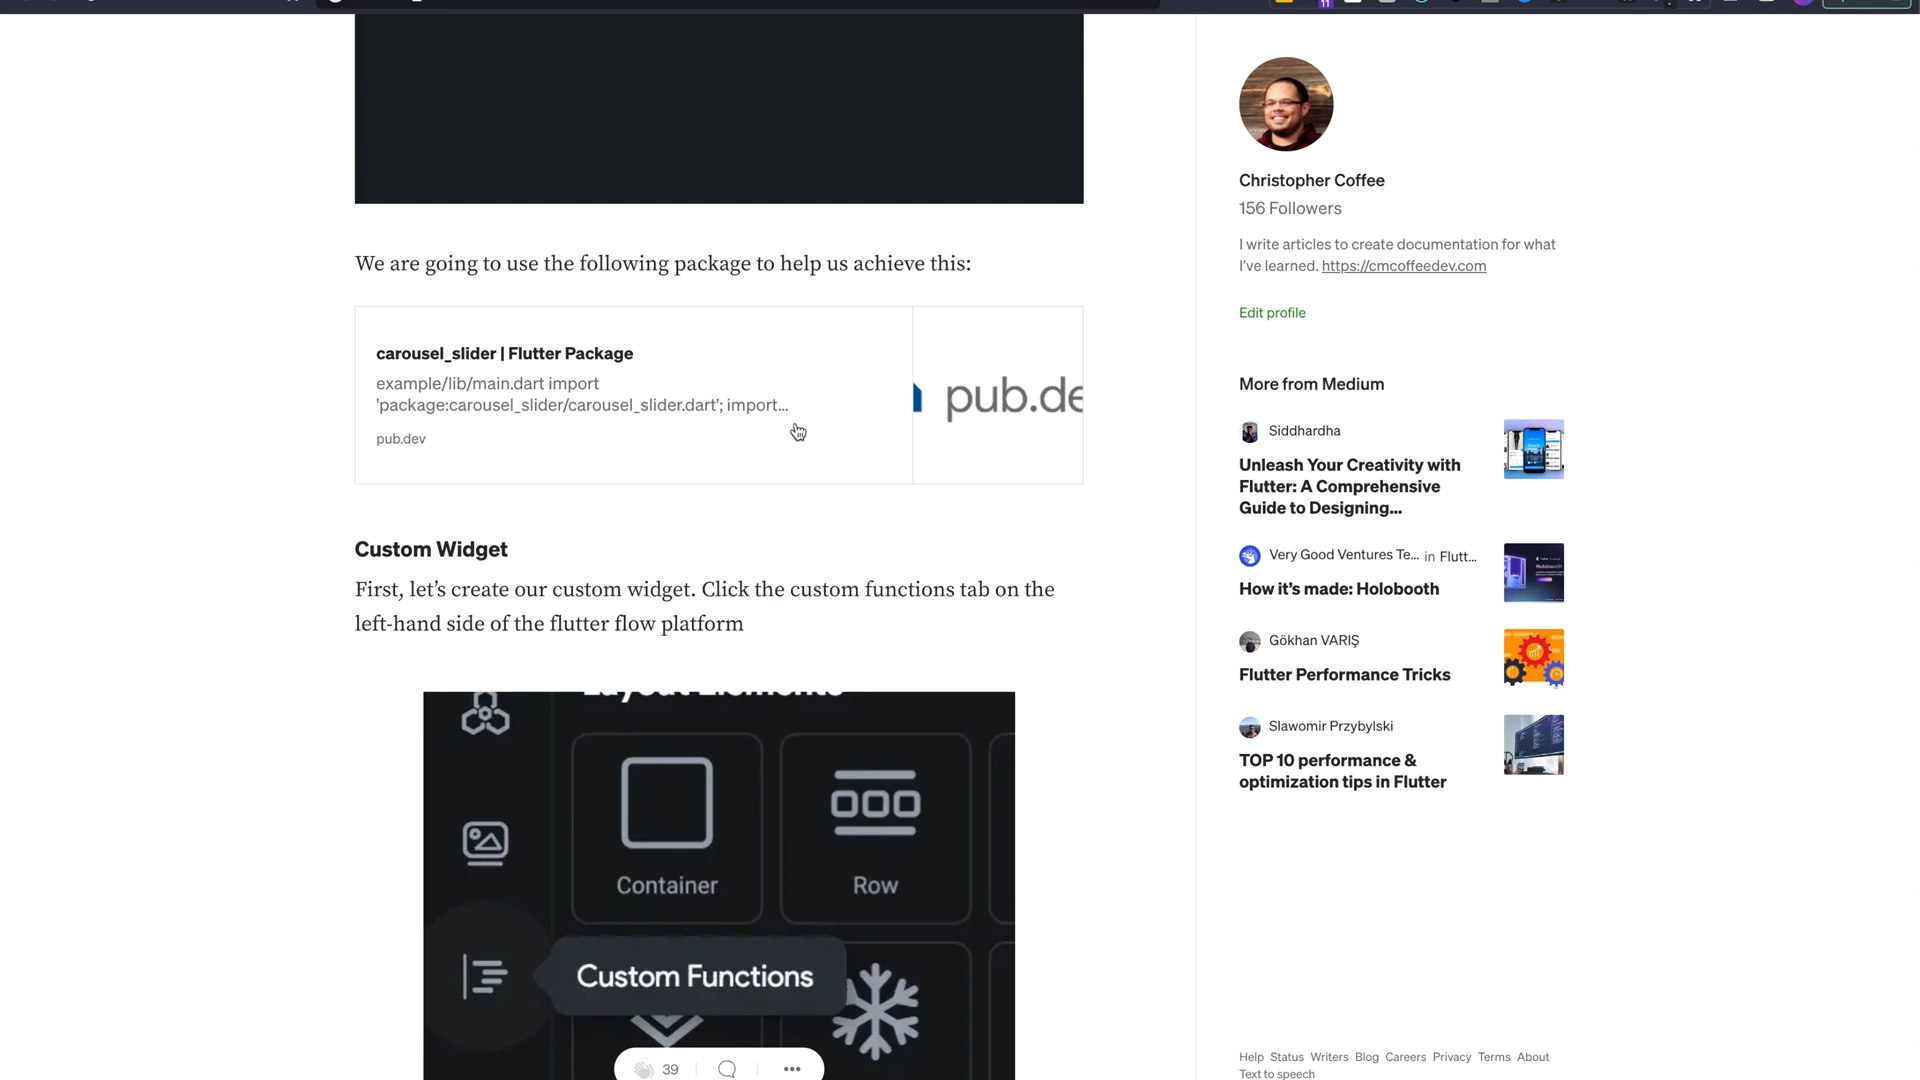 11
We are going to use the following package to help us achieve this:
carousel_slider | Flutter Package
example/lib/main.dart import
'package:carousel_slider/carousel_slider.dart'; import...
pub.dev
pub.de
Custom Widget
First, let’s create our custom widget. Click the custom functions tab on the
left-hand side of the flutter flow platform
Layout Elements
Container
Row
Custom Functions
39
Christopher Coffee
156 Followers
I write articles to create documentation for what
I’ve learned. https://cmcoffeedev.com
Edit profile
More from Medium
Siddhardha
Unleash Your Creativity with
Flutter: A Comprehensive
Guide to Designing...
Very Good Ventures Te... in Flutt...
How it’s made: Holobooth
Gökhan VARIŞ
Flutter Performance Tricks
Slawomir Przybylski
TOP 10 performance &
optimization tips in Flutter
Help Status Writers Blog Careers Privacy Terms About
Text to speech